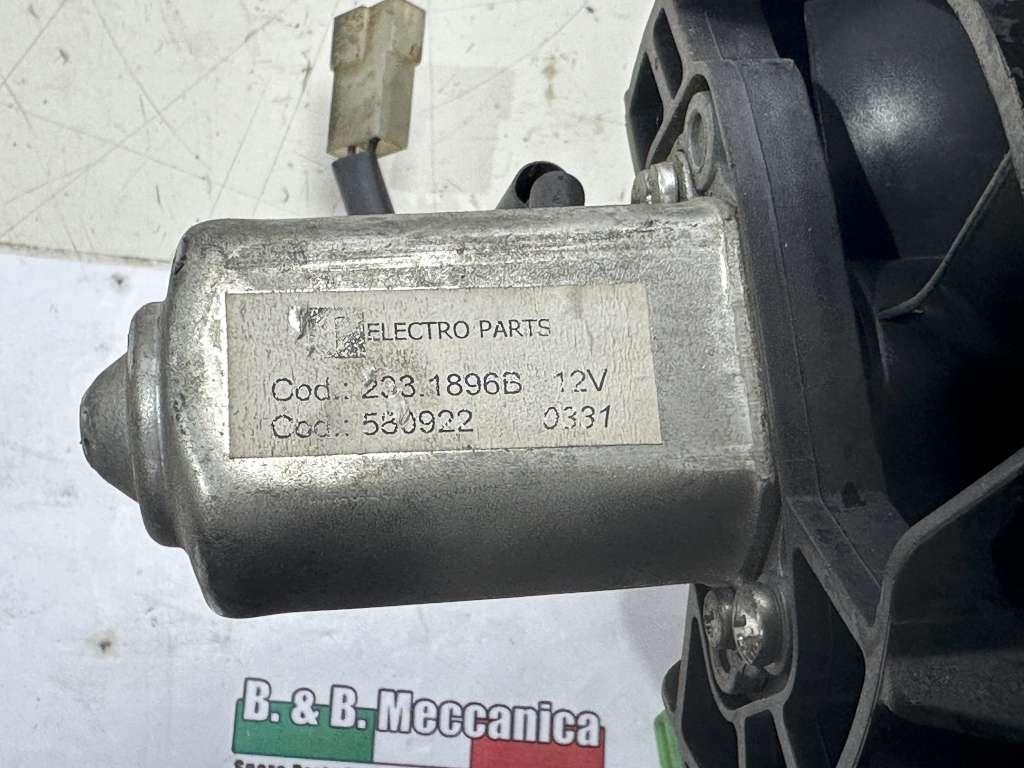 ELECTRO PARTS
Cod.: 203.1896B 12V
Cod.: 580922 0331
B. & B. Meccanica